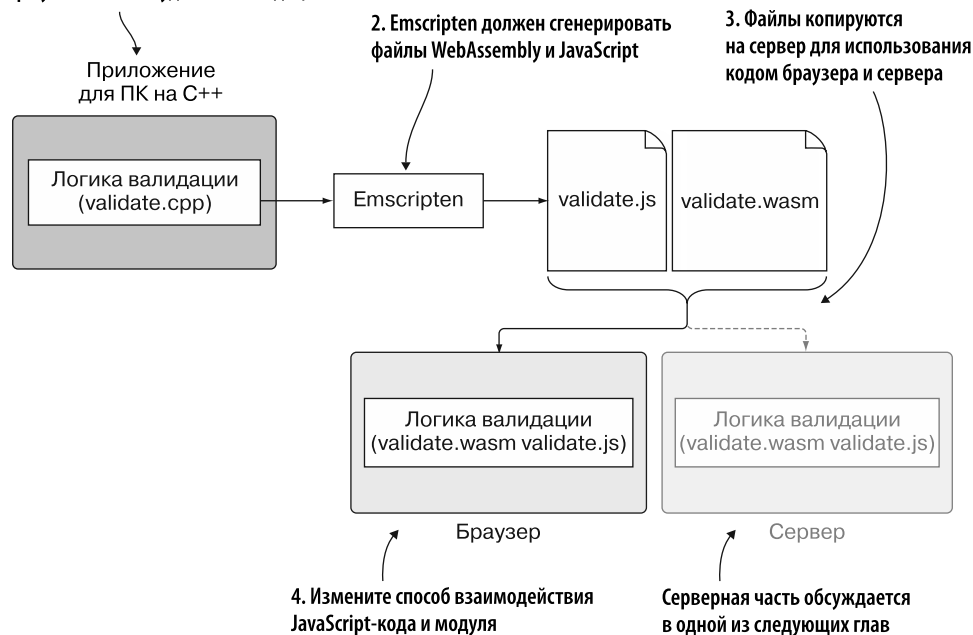 2. Emscripten должен сгенерировать
файлы WebAssembly и JavaScript
3. Файлы копируются
на сервер для использования
кодом браузера и сервера
Приложение
для ПК на C++
Логика валидации
(validate.cpp)
Emscripten
validate.js
validate.wasm
Логика валидации
(validate.wasm validate.js)
Логика валидации
(validate.wasm validate.js)
Браузер
Сервер
4. Измените способ взаимодействия
JavaScript-кода и модуля
Серверная часть обсуждается
в одной из следующих глав